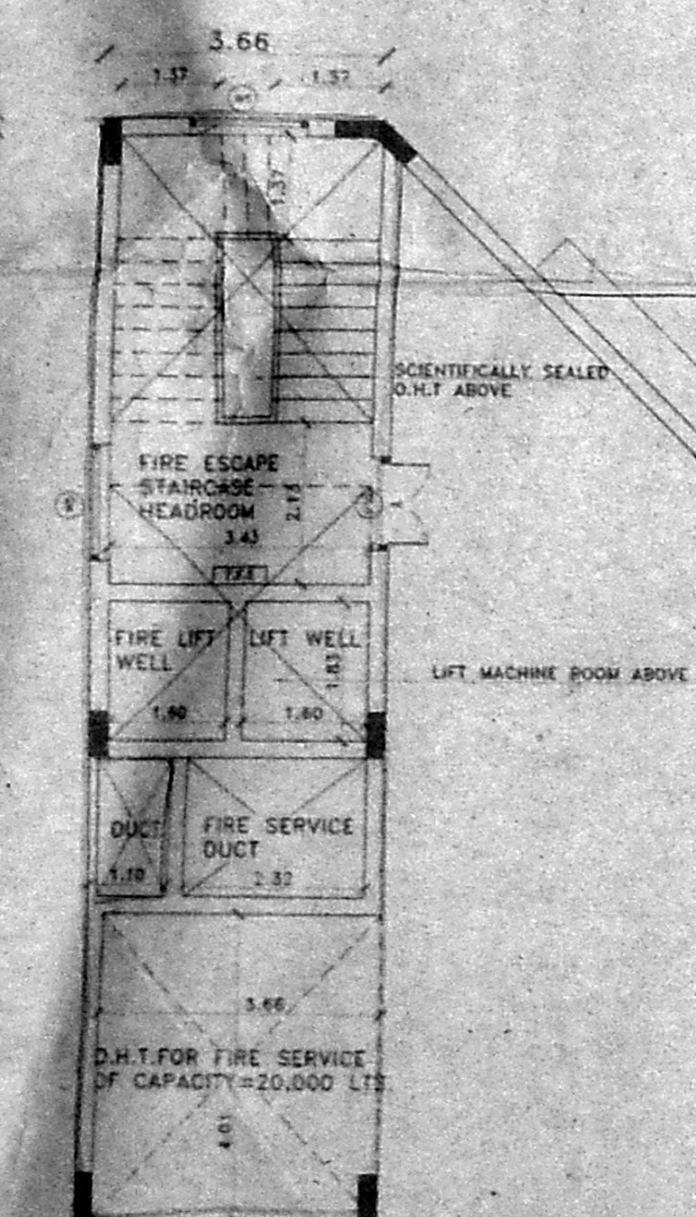 3.66
1.37
1.37
1.37
SCIENTIFICALLY SEALED
O.H.T ABOVE
FIRE ESCAPE
STAIRCASE
HEADROOM
2.13
3.43
FIRE LIFT
WELL
LIFT WELL
1.83
LIFT MACHINE ROOM ABOVE
1.60
1.60
DUCT
FIRE SERVICE
DUCT
1.10
2.32
3.66
O.H.T.FOR FIRE SERVICE
OF CAPACITY=20,000 LTS.
4.01